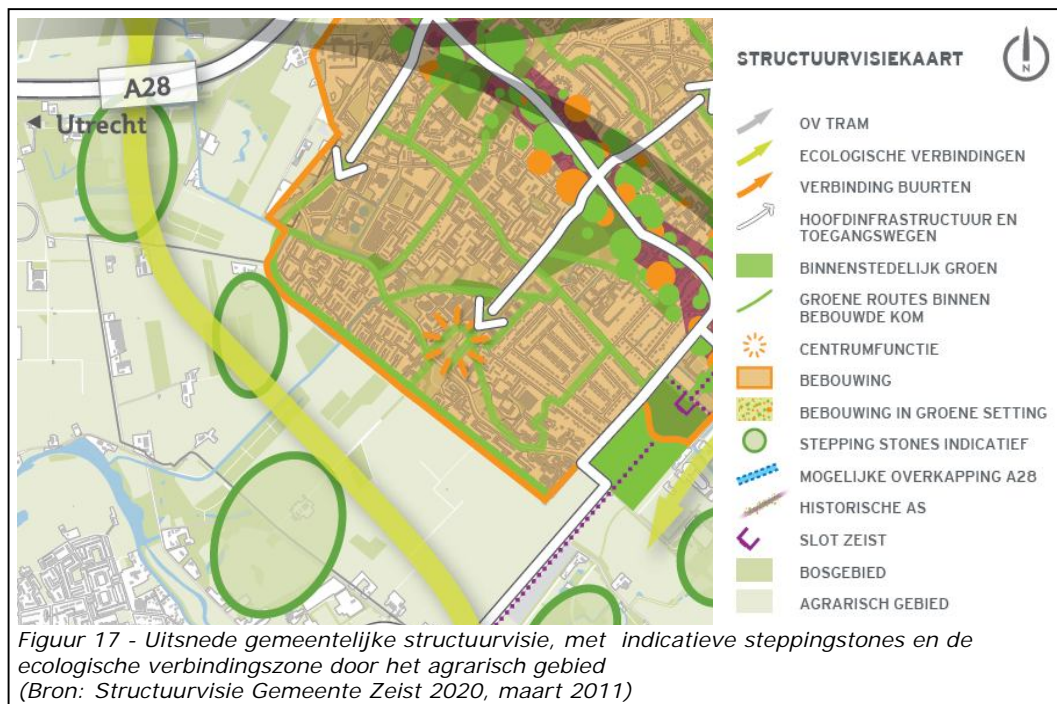 A28
Utrecht
STRUCTUURVISIEKAART
N
OV TRAM
ECOLOGISCHE VERBINDINGEN
VERBINDING BUURTEN
HOOFDINFRASTRUCTUUR EN
TOEGANGSWEGEN
BINNENSTEDELIJK GROEN
GROENE ROUTES BINNEN
BEBOUWDE KOM
CENTRUMFUNCTIE
BEBOUWING
BEBOUWING IN GROENE SETTING
STEPPING STONES INDICATIEF
MOGELIJKE OVERKAPPING A28
HISTORISCHE AS
SLOT ZEIST
BOSGEBIED
AGRARISCH GEBIED
Figuur 17 - Uitsnede gemeentelijke structuurvisie, met indicatieve steppingstones en de
ecologische verbindingszone door het agrarisch gebied
(Bron: Structuurvisie Gemeente Zeist 2020, maart 2011)